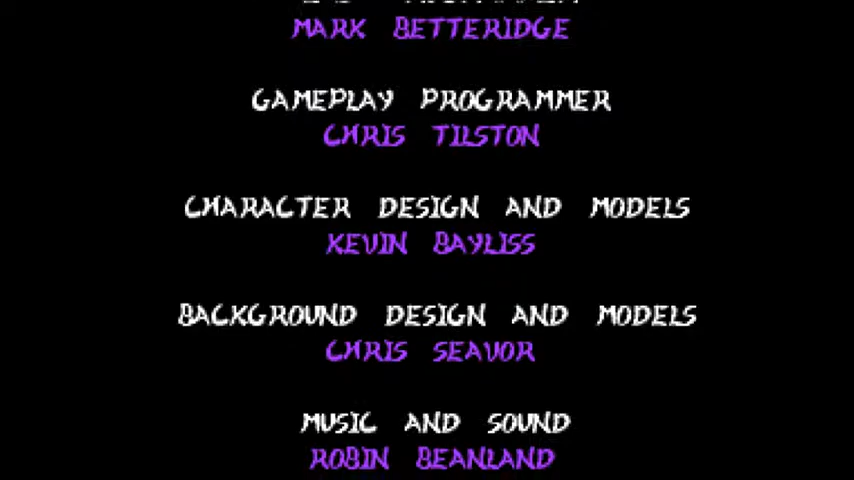 MARK BETTERIDGE
GAMEPLAY PROGRAMMER
CHRIS TILSTON
CHARACTER DESIGN AND MODELS
KEVIN BAYLISS
BACKGROUND DESIGN AND MODELS
CHRIS SEAVOR
MUSIC AND SOUND
ROBIN BEANLAND